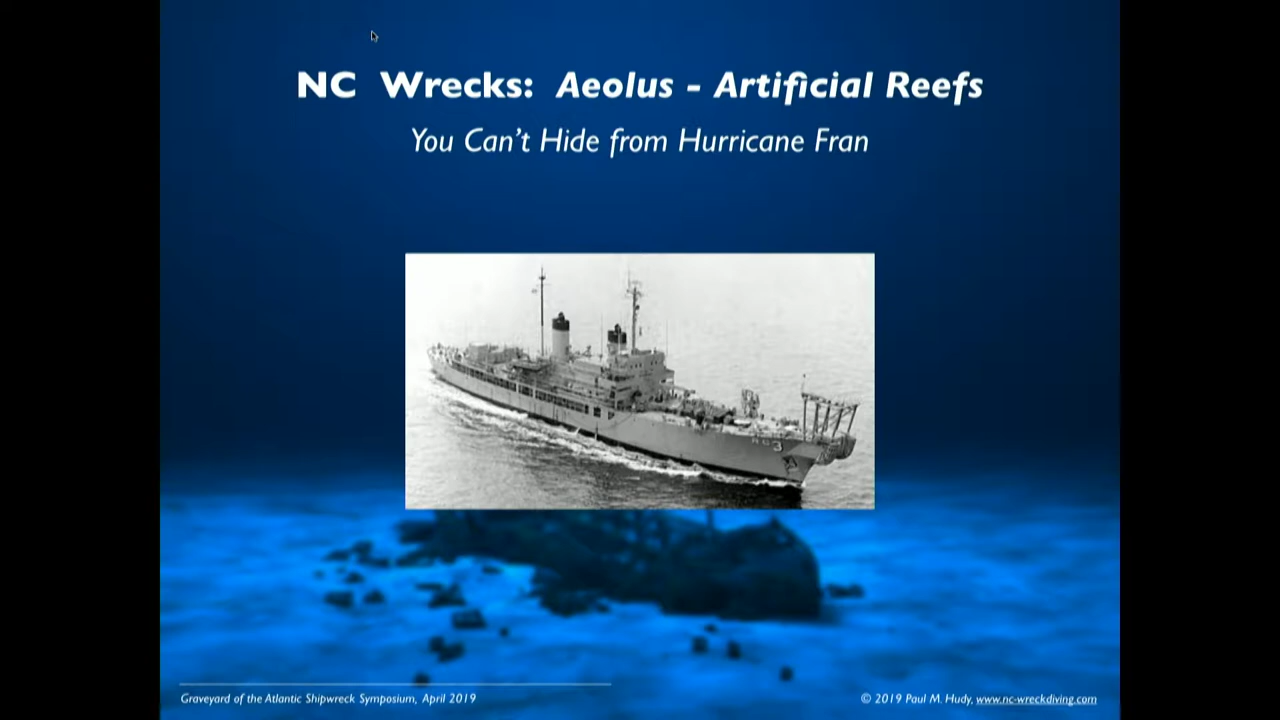 NC Wrecks: Aeolus - Artificial Reefs
You Can't Hide from Hurricane Fran
3
Graveyard of the Atlantic Shipwreck Symposium, April 2019
© 2019 Paul M. Hudy, www.nc-wreckdiving.com